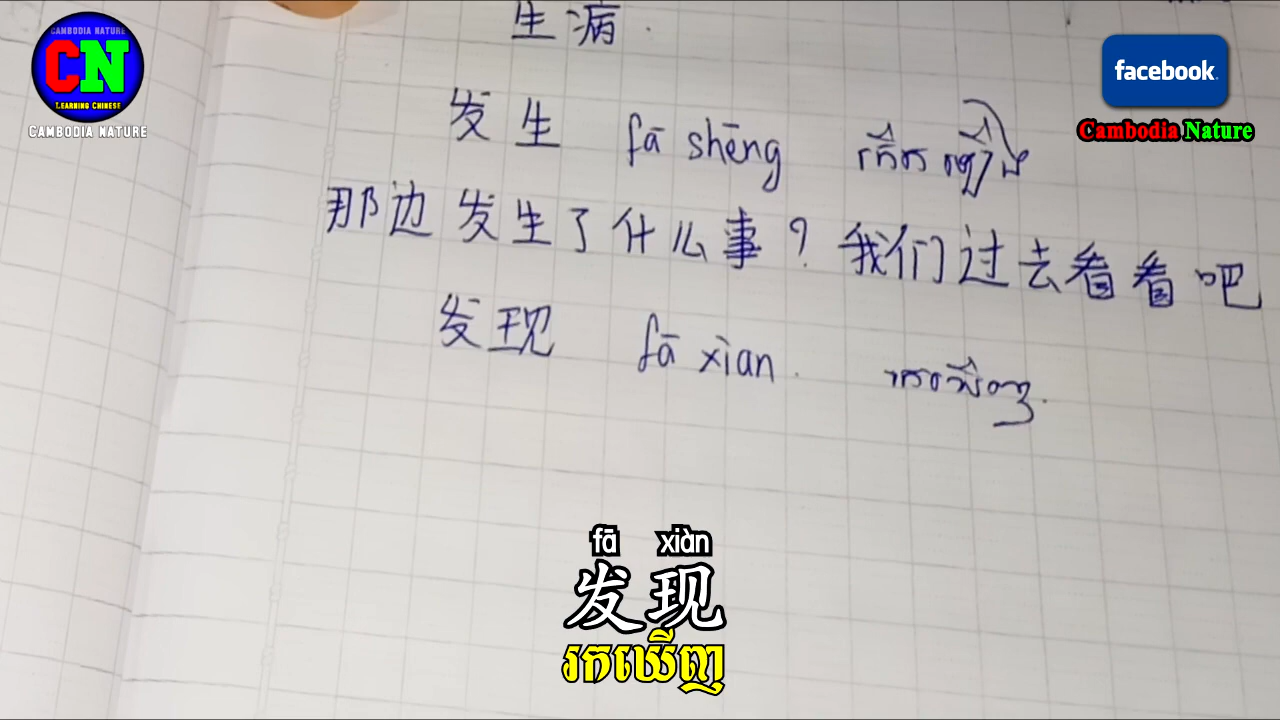 CAMBODIA NATURE
CN
Learning Chinese
CAMBODIA NATURE
facebook
Cambodia Nature
生病.
发生 fā shēng កើតឡើង
那边发生了什么事?我们过去看看吧
发现 fā xiàn. រកឃើញ.
fā xiàn
发现
រកឃើញ